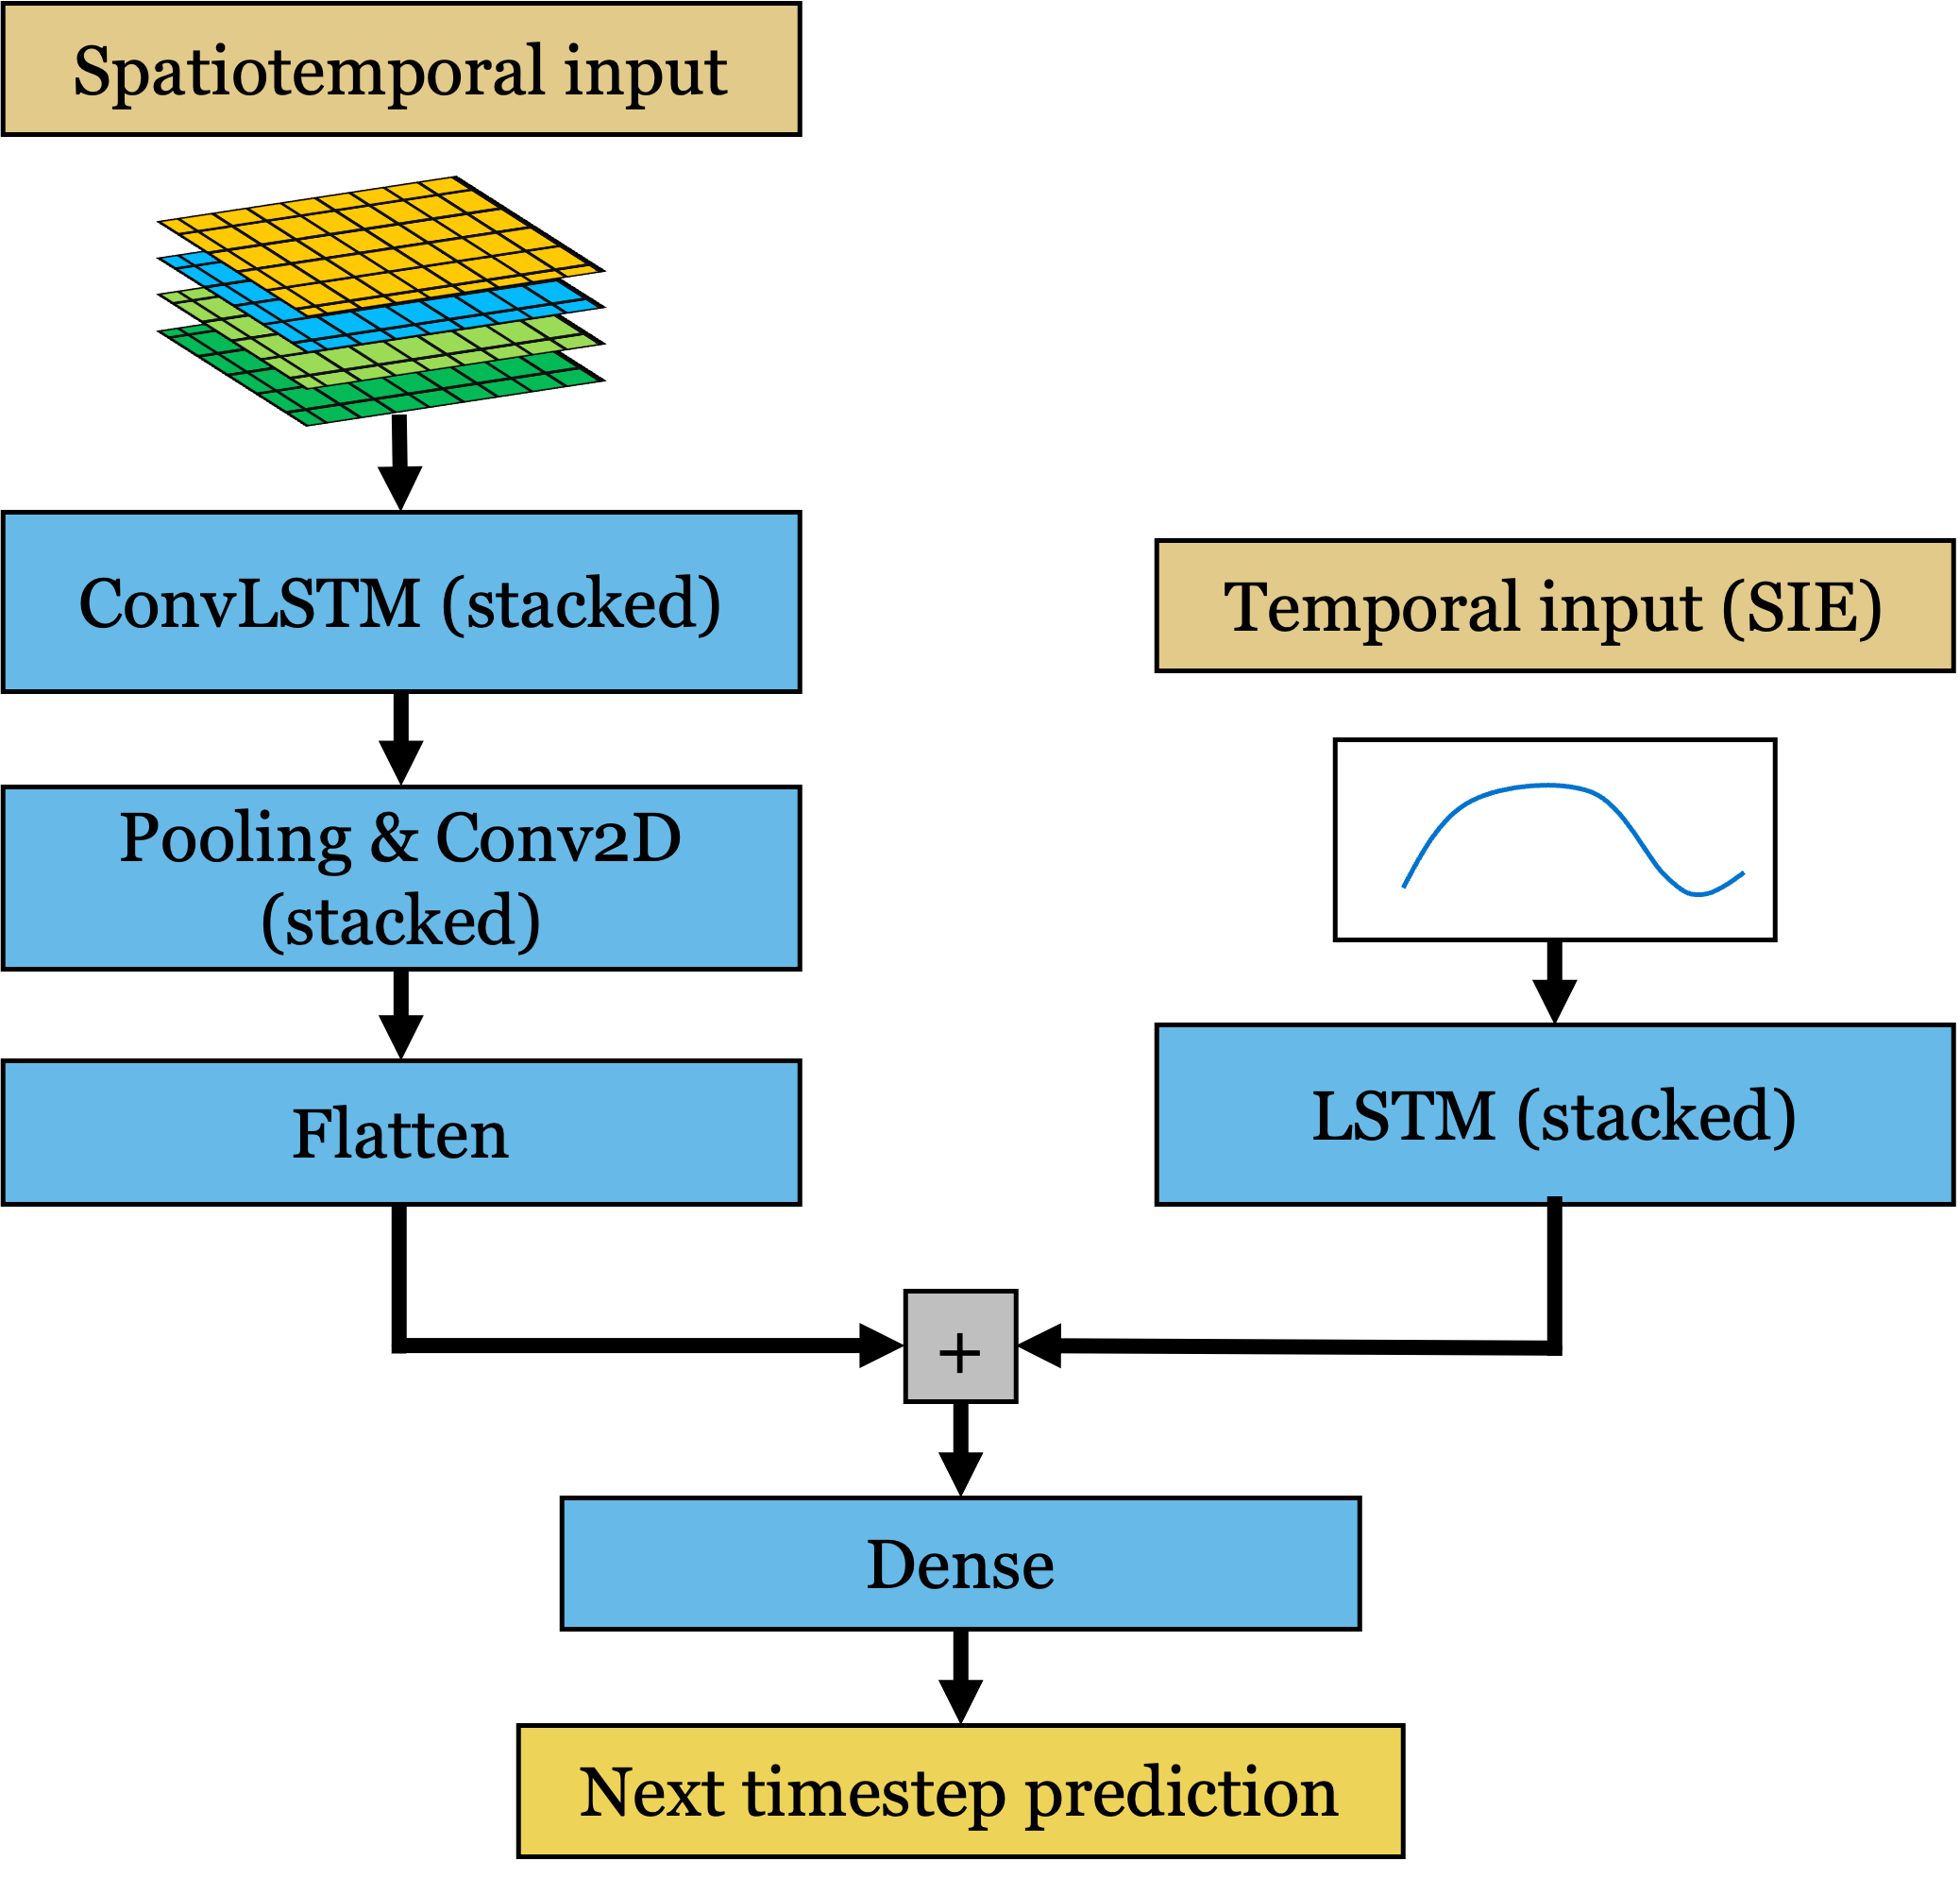 Spatiotemporal input
ConvLSTM (stacked)
Temporal input (SIE)
Pooling & Conv2D
(stacked)
Flatten
LSTM (stacked)
+
Dense
Next timestep prediction